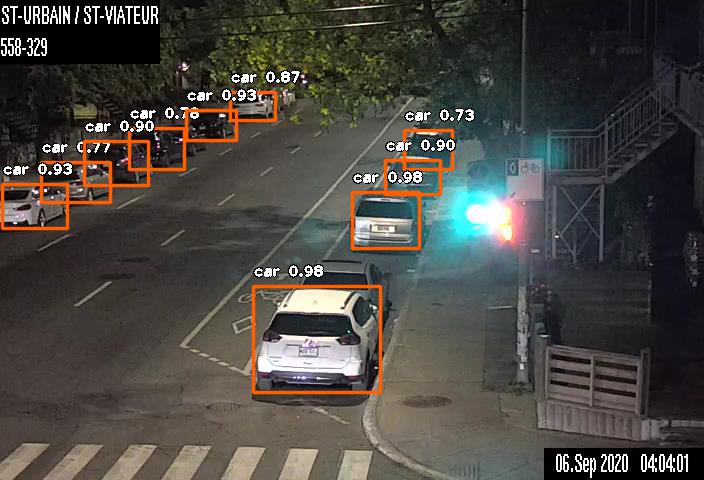 ST-URBAIN / ST-VIATEUR
558-329
car 0.87
car 0.93
car 0.78
car 0.90
car 0.77
car 0.93
car 0.73
car 0.90
car 0.98
car 0.98
06.Sep 2020 04:04:01